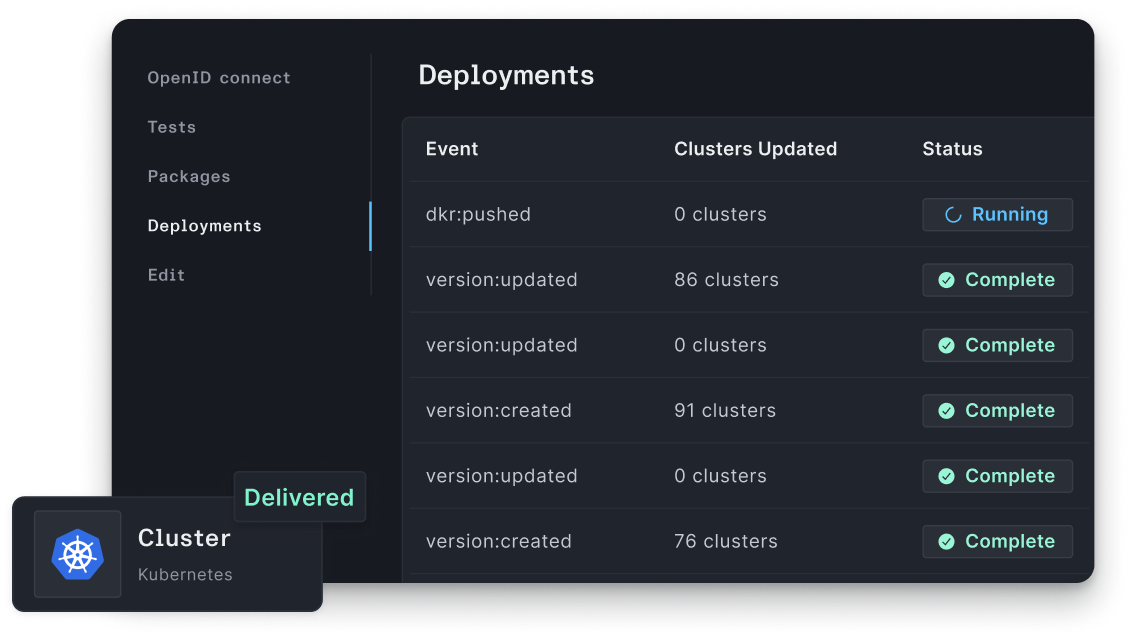 OpenID connect
Tests
Packages
Deployments
Edit
Deployments
Event Clusters Updated Status
dkr:pushed 0 clusters Running
version:updated 86 clusters Complete
version:updated 0 clusters Complete
version:created 91 clusters Complete
version:updated 0 clusters Complete
version:created 76 clusters Complete
Delivered
Cluster
Kubernetes